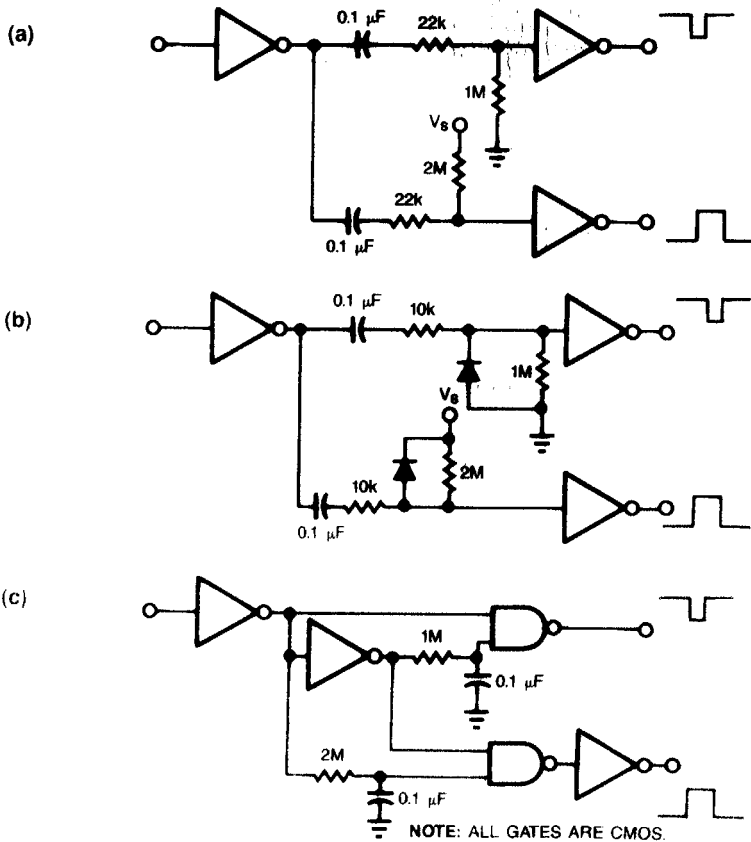 (a)
0.1 µF
22k
1M
Vs
2M
22k
0.1 µF
(b)
0.1 µF
10k
1M
Vs
2M
10k
0.1 µF
(c)
1M
0.1 µF
2M
0.1 µF
NOTE: ALL GATES ARE CMOS.